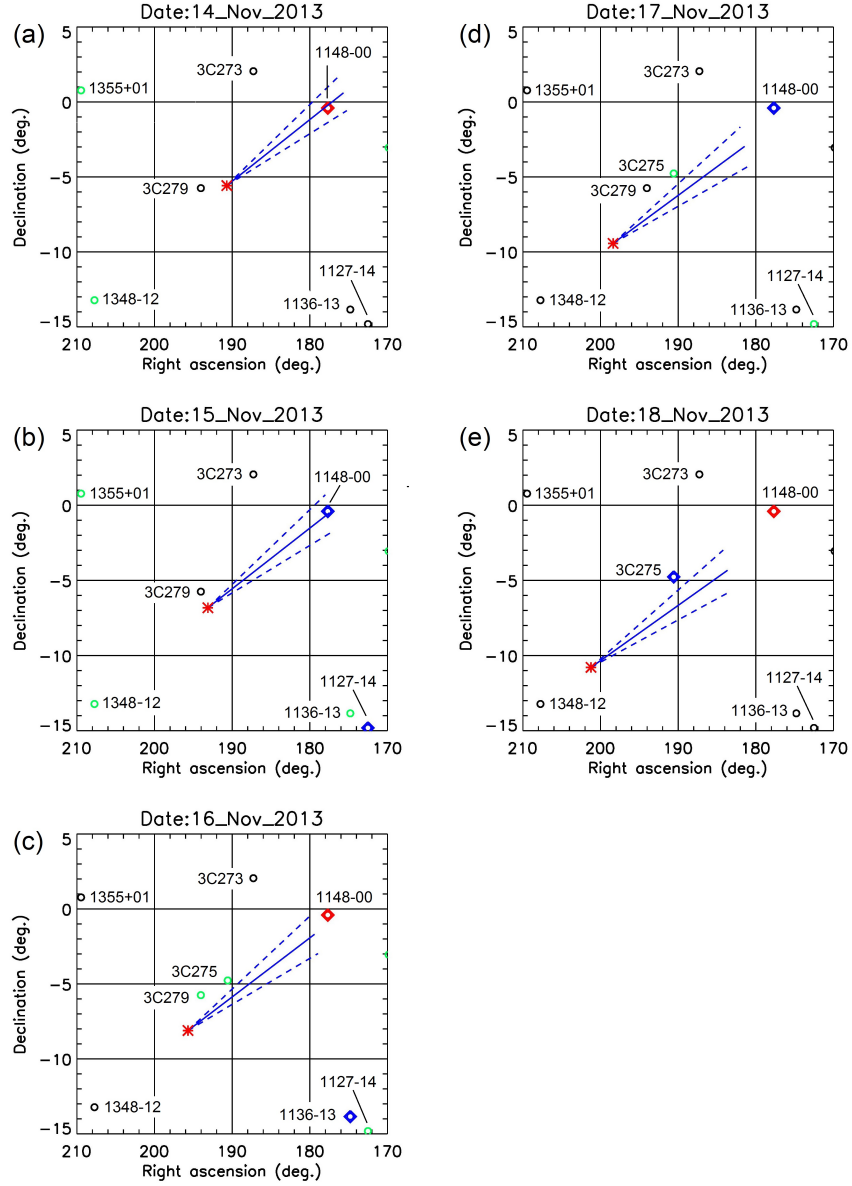 (a)
Date:14_Nov_2013
5
0
−5
−10
−15
210
200
190
180
170
Declination (deg.)
Right ascension (deg.)
1148-00
3C273
1355+01
3C279
1348-12
1127-14
1136-13
(d)
Date:17_Nov_2013
5
0
−5
−10
−15
210
200
190
180
170
Declination (deg.)
Right ascension (deg.)
3C273
1355+01
1148-00
3C275
3C279
1127-14
1348-12
1136-13
(b)
Date:15_Nov_2013
5
0
−5
−10
−15
210
200
190
180
170
Declination (deg.)
Right ascension (deg.)
3C273
1148-00
1355+01
3C279
1127-14
1348-12
1136-13
(e)
Date:18_Nov_2013
5
0
−5
−10
−15
210
200
190
180
170
Declination (deg.)
Right ascension (deg.)
3C273
1355+01
1148-00
3C275
1127-14
1348-12
1136-13
(c)
Date:16_Nov_2013
5
0
−5
−10
−15
210
200
190
180
170
Declination (deg.)
Right ascension (deg.)
3C273
1355+01
1148-00
3C275
3C279
1127-14
1348-12
1136-13